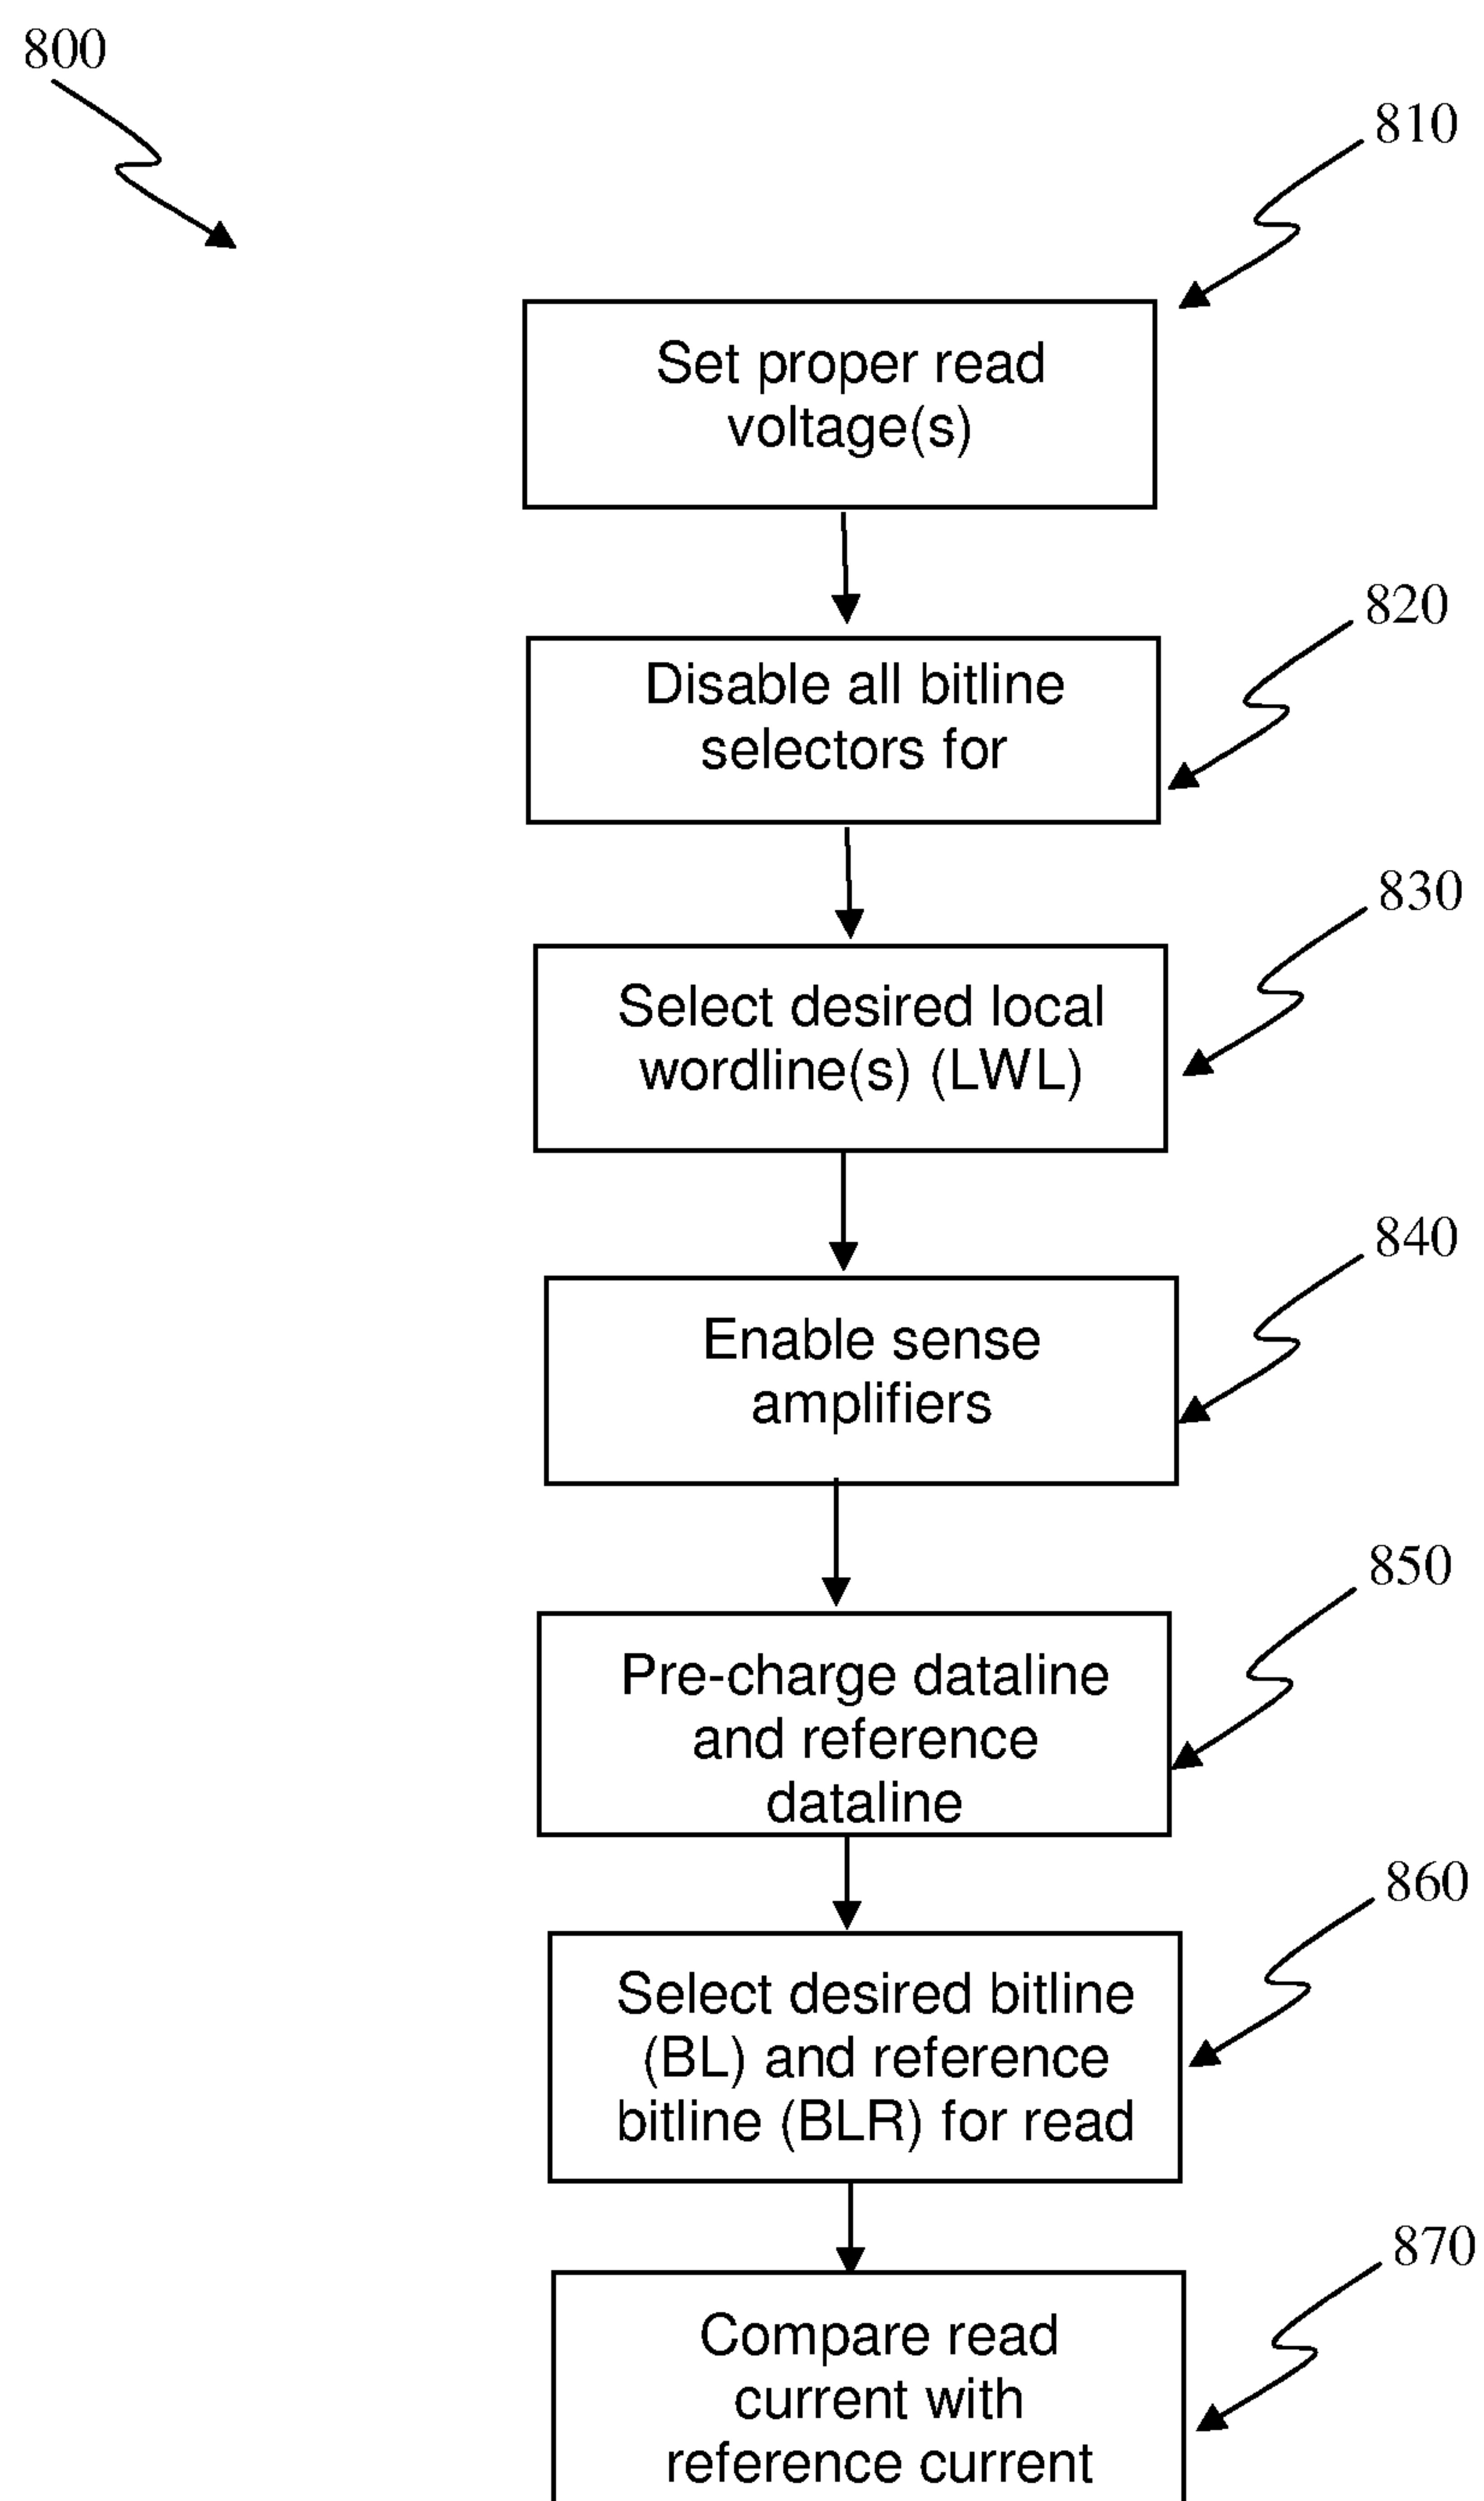 800
810
Set proper read
voltage(s)
820
Disable all bitline
selectors for
830
Select desired local
wordline(s) (LWL)
840
Enable sense
amplifiers
850
Pre-charge dataline
and reference
dataline
860
Select desired bitline
(BL) and reference
bitline (BLR) for read
870
Compare read
current with
reference current